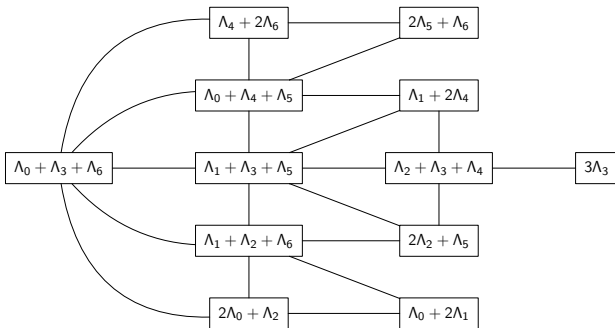 Λ₄ + 2Λ₆
2Λ₅ + Λ₆
Λ₀ + Λ₄ + Λ₅
Λ₁ + 2Λ₄
Λ₀ + Λ₃ + Λ₆
Λ₁ + Λ₃ + Λ₅
Λ₂ + Λ₃ + Λ₄
3Λ₃
Λ₁ + Λ₂ + Λ₆
2Λ₂ + Λ₅
2Λ₀ + Λ₂
Λ₀ + 2Λ₁